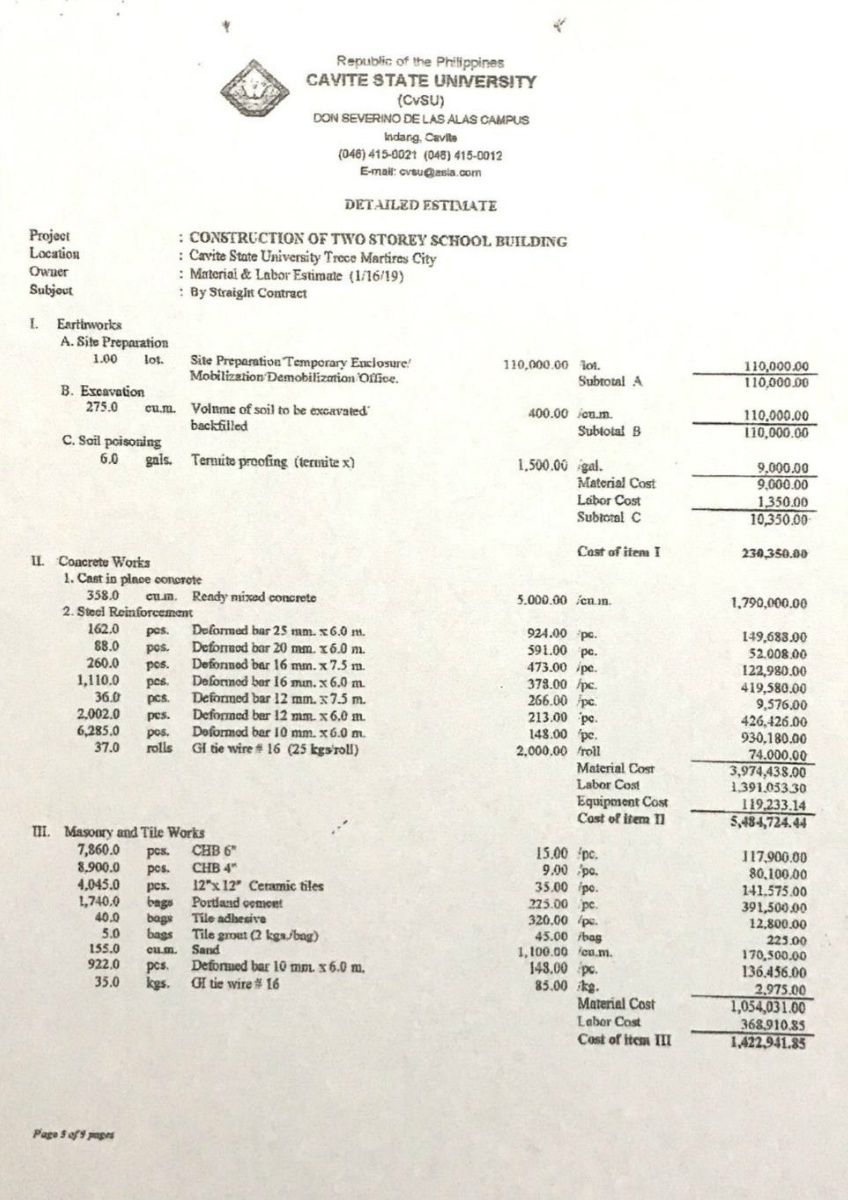 Republic of the Philippines
CAVITE STATE UNIVERSITY
(CvSU)
DON SEVERINO DE LAS ALAS CAMPUS
Indang, Cavite
(046) 415-0021 (046) 415-0012
E-mail: cvsu@asia.com
DETAILED ESTIMATE
Project : CONSTRUCTION OF TWO STOREY SCHOOL BUILDING
Location : Cavite State University Trece Martires City
Owner : Material & Labor Estimate (1/16/19)
Subject : By Straight Contract
I. Earthworks
A. Site Preparation
1.00 lot. Site Preparation/Temporary Enclosure/ 110,000.00 /lot. 110,000.00
Mobilization/Demobilization/Office. Subtotal A 110,000.00
B. Excavation
275.0 cu.m. Volume of soil to be excavated/ 400.00 /cu.m. 110,000.00
backfilled Subtotal B 110,000.00
C. Soil poisoning
6.0 gals. Termite proofing (termite x) 1,500.00 /gal. 9,000.00
Material Cost 9,000.00
Labor Cost 1,350.00
Subtotal C 10,350.00
Cost of item I 230,350.00
II. Concrete Works
1. Cast in place concrete
358.0 cu.m. Ready mixed concrete 5.000.00 /cu.m. 1,790,000.00
2. Steel Reinforcement
162.0 pcs. Deformed bar 25 mm. x 6.0 m. 924.00 /pc. 149,688.00
88.0 pcs. Deformed bar 20 mm. x 6.0 m. 591.00 /pc. 52.008.00
260.0 pcs. Deformed bar 16 mm. x 7.5 m. 473.00 /pc. 122,980.00
1,110.0 pcs. Deformed bar 16 mm. x 6.0 m. 378.00 /pc. 419,580.00
36.0 pcs. Deformed bar 12 mm. x 7.5 m. 266.00 /pc. 9,576.00
2,002.0 pcs. Deformed bar 12 mm. x 6.0 m. 213.00 /pc. 426,426.00
6,285.0 pcs. Deformed bar 10 mm. x 6.0 m. 148.00 /pc. 930,180.00
37.0 rolls GI tie wire # 16 (25 kgs/roll) 2,000.00 /roll 74,000.00
Material Cost 3,974,438.00
Labor Cost 1,391,053.30
Equipment Cost 119,233.14
Cost of item II 5,484,724.44
III. Masonry and Tile Works
7,860.0 pcs. CHB 6" 15.00 /pc. 117,900.00
8,900.0 pcs. CHB 4" 9.00 /pc. 80,100.00
4,045.0 pcs. 12"x 12" Ceramic tiles 35.00 /pc. 141,575.00
1,740.0 bags Portland cement 225.00 /pc. 391,500.00
40.0 bags Tile adhesive 320.00 /pc. 12,800.00
5.0 bags Tile grout (2 kgs./bag) 45.00 /bag 225.00
155.0 cu.m. Sand 1,100.00 /cu.m. 170,500.00
922.0 pcs. Deformed bar 10 mm. x 6.0 m. 148.00 /pc. 136,456.00
35.0 kgs. GI tie wire # 16 85.00 /kg. 2,975.00
Material Cost 1,054,031.00
Labor Cost 368,910.85
Cost of item III 1,422,941.85
Page 5 of 9 pages